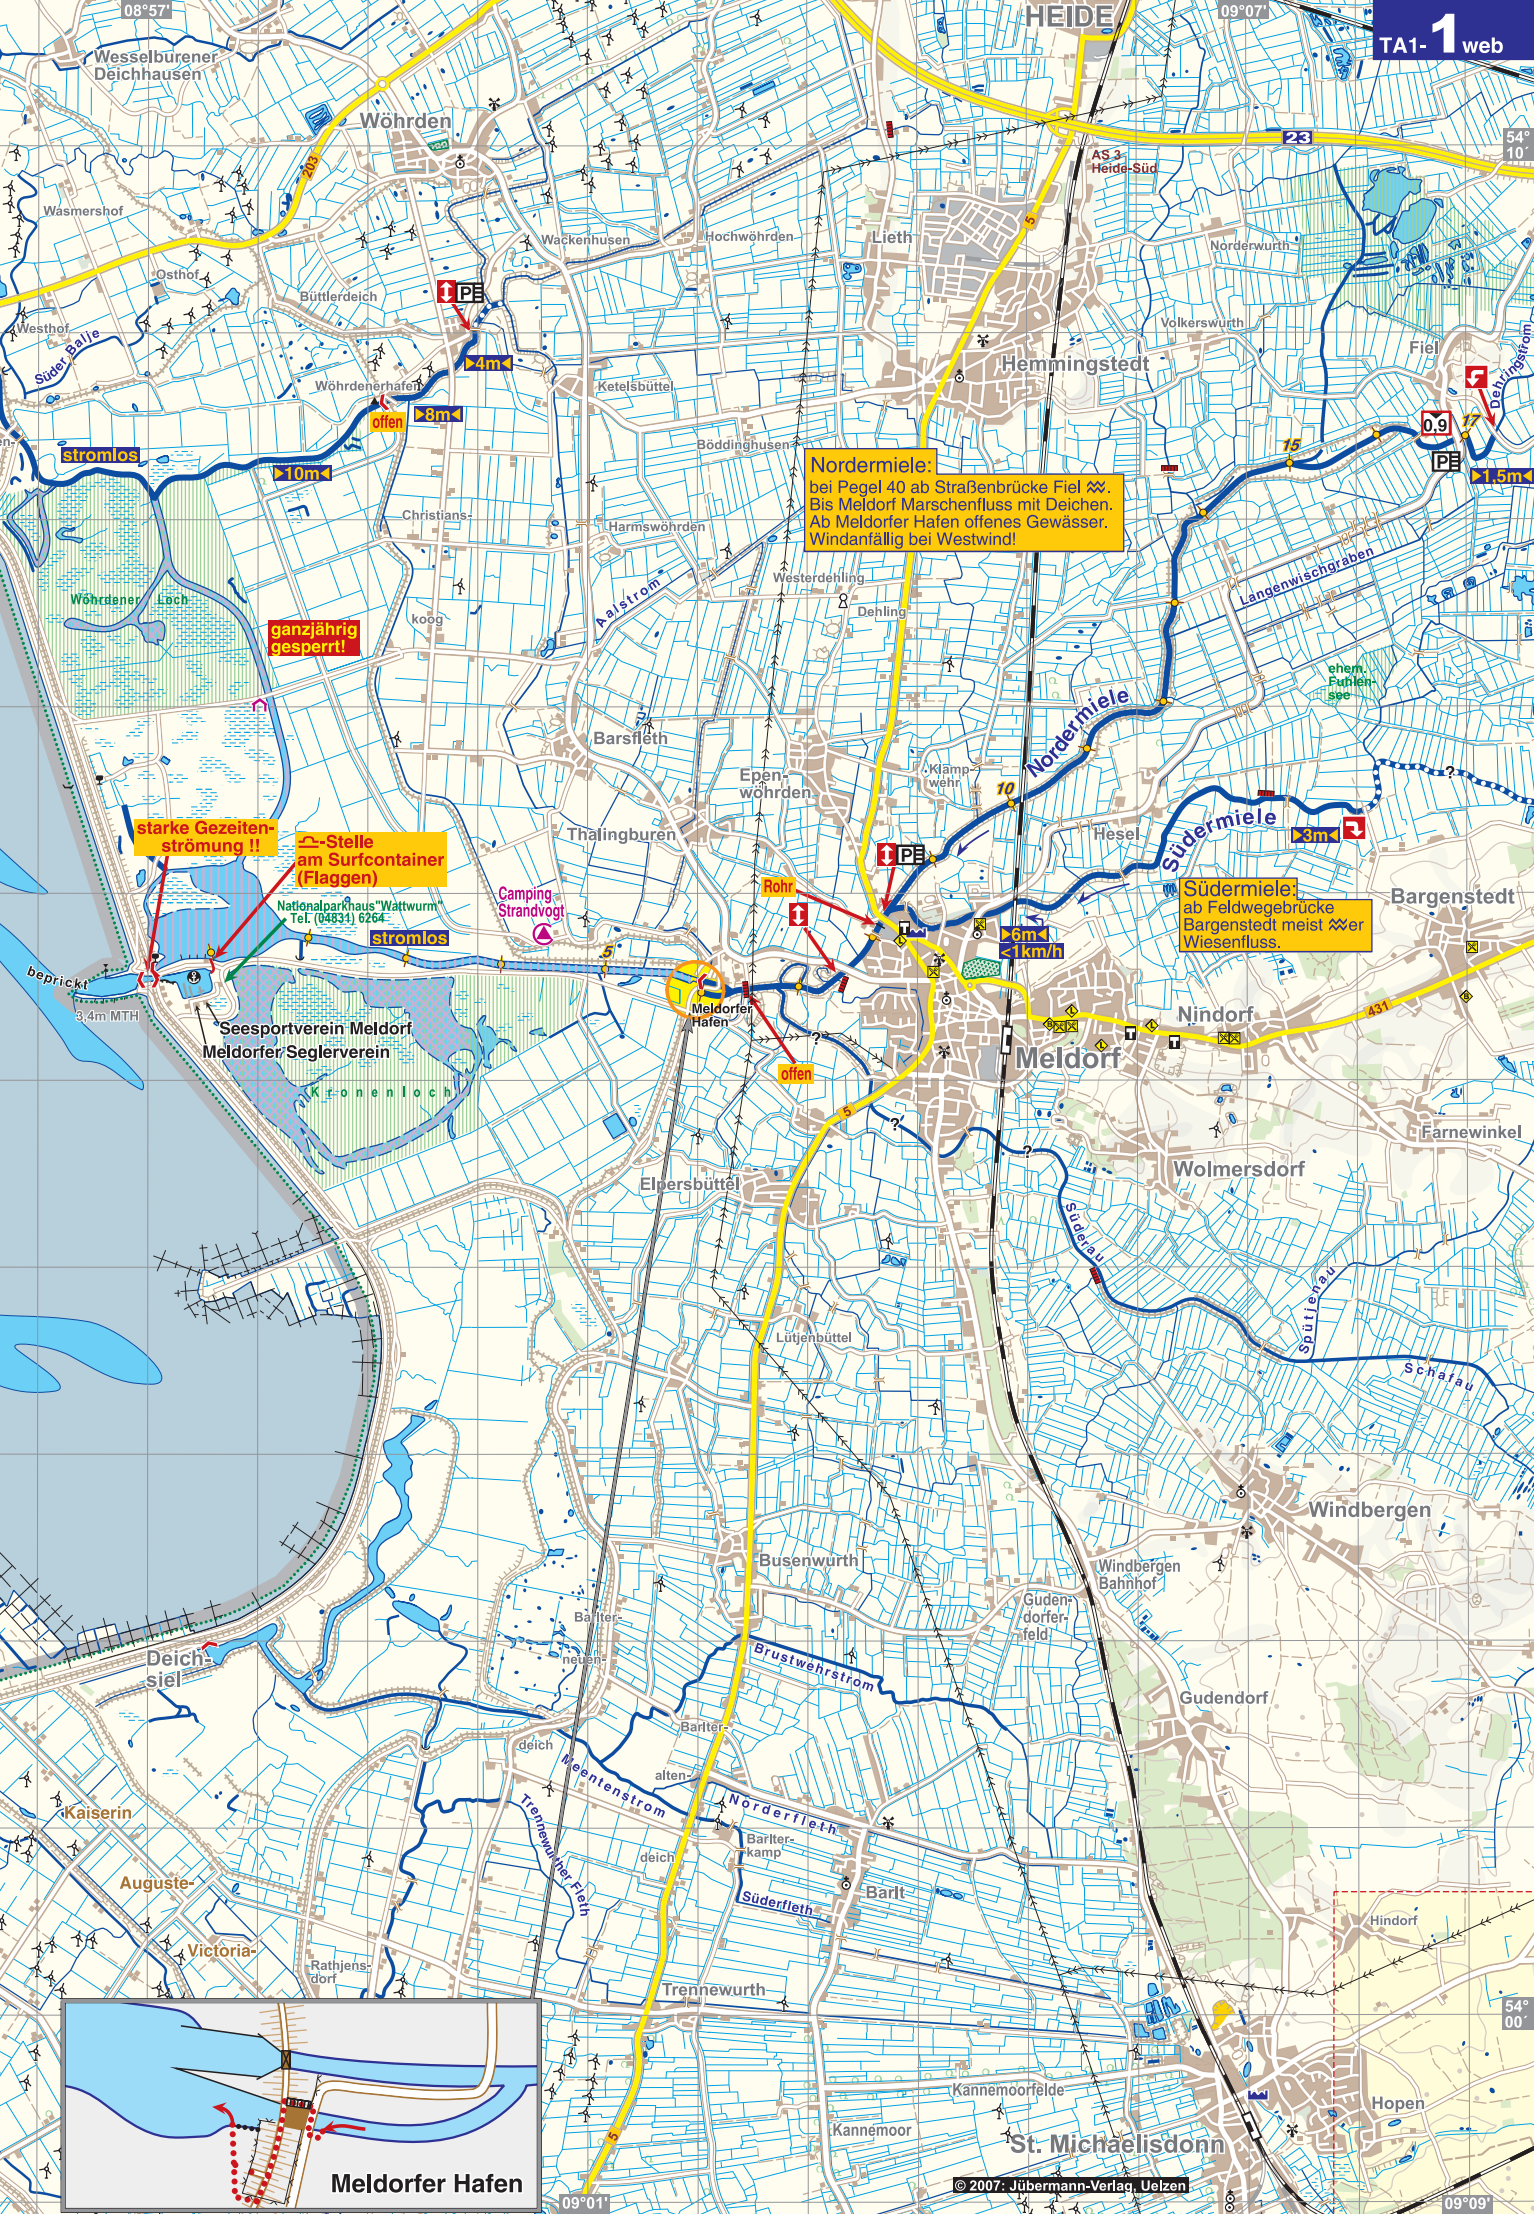 08°57'
HEIDE
09°07'
TA1-1 web
Wesselburener
Deichhausen
Wöhrden
23
54°
10'
AS 3
Heide-Süd
203
Wasmershof
Wackenhusen
Hochwöhrden
Lieth
5
Norderwurth
Osthof
Büttlerdeich
P
Westhof
Süder Balje
Volkerswurth
Fiel
Dehringstrom
Hemmingstedt
4m
Wöhrdenerhafen
Ketelsbüttel
8m
offen
0,9
17
15
P
1,5m
stromlos
10m
Böddinghusen
Nordermiele:
bei Pegel 40 ab Straßenbrücke Fiel
Bis Meldorf Marschenfluss mit Deichen.
Ab Meldorfer Hafen offenes Gewässer.
Windanfällig bei Westwind!
Christians-
koog
Harmswöhrden
Westerdehling
Dehling
Aalstrom
Langenwischgraben
Wöhrdener Loch
ganzjährig
gesperrt!
ehem.
Fuhlen-
see
Nordermiele
Barsfleth
Epen-
wöhrden
Klamp-
wehr
10
?
Thalingburen
Hesel
Südermiele
3m
starke Gezeiten-
strömung !!
-Stelle
am Surfcontainer
(Flaggen)
P
Rohr
Camping
Strandvogt
Nationalparkhaus"Wattwurm"
Tel. (04831) 6264
stromlos
Südermiele:
ab Feldwegebrücke
Bargenstedt meist er
Wiesenfluss.
Bargenstedt
6m
<1km/h
5
beprickt
3,4m MTH
Meldorfer
Hafen
Seesportverein Meldorf
Meldorfer Seglerverein
Nindorf
431
Meldorf
?
offen
Kronenloch
5
?
?
Farnewinkel
Wolmersdorf
Elpersbüttel
Süderau
Spütjenau
Lütjenbüttel
Schafau
Windbergen
Busenwurth
Windbergen
Bahnhof
Guden-
dorfer-
feld
Barlter-
neuen-
deich
Deich-
siel
Brustwehrstrom
Gudendorf
Barlter-
alten-
deich
Meentenstrom
Norderfleth
Trennewurther Fleth
Kaiserin
Barlter-
kamp
Auguste-
Süderfleth
Barlt
Hindorf
Victoria-
Rathjens-
dorf
Trennewurth
54°
00'
Kannemoorfelde
Hopen
Kannemoor
St. Michaelisdonn
5
Meldorfer Hafen
© 2007: Jübermann-Verlag, Uelzen
09°01'
09°09'